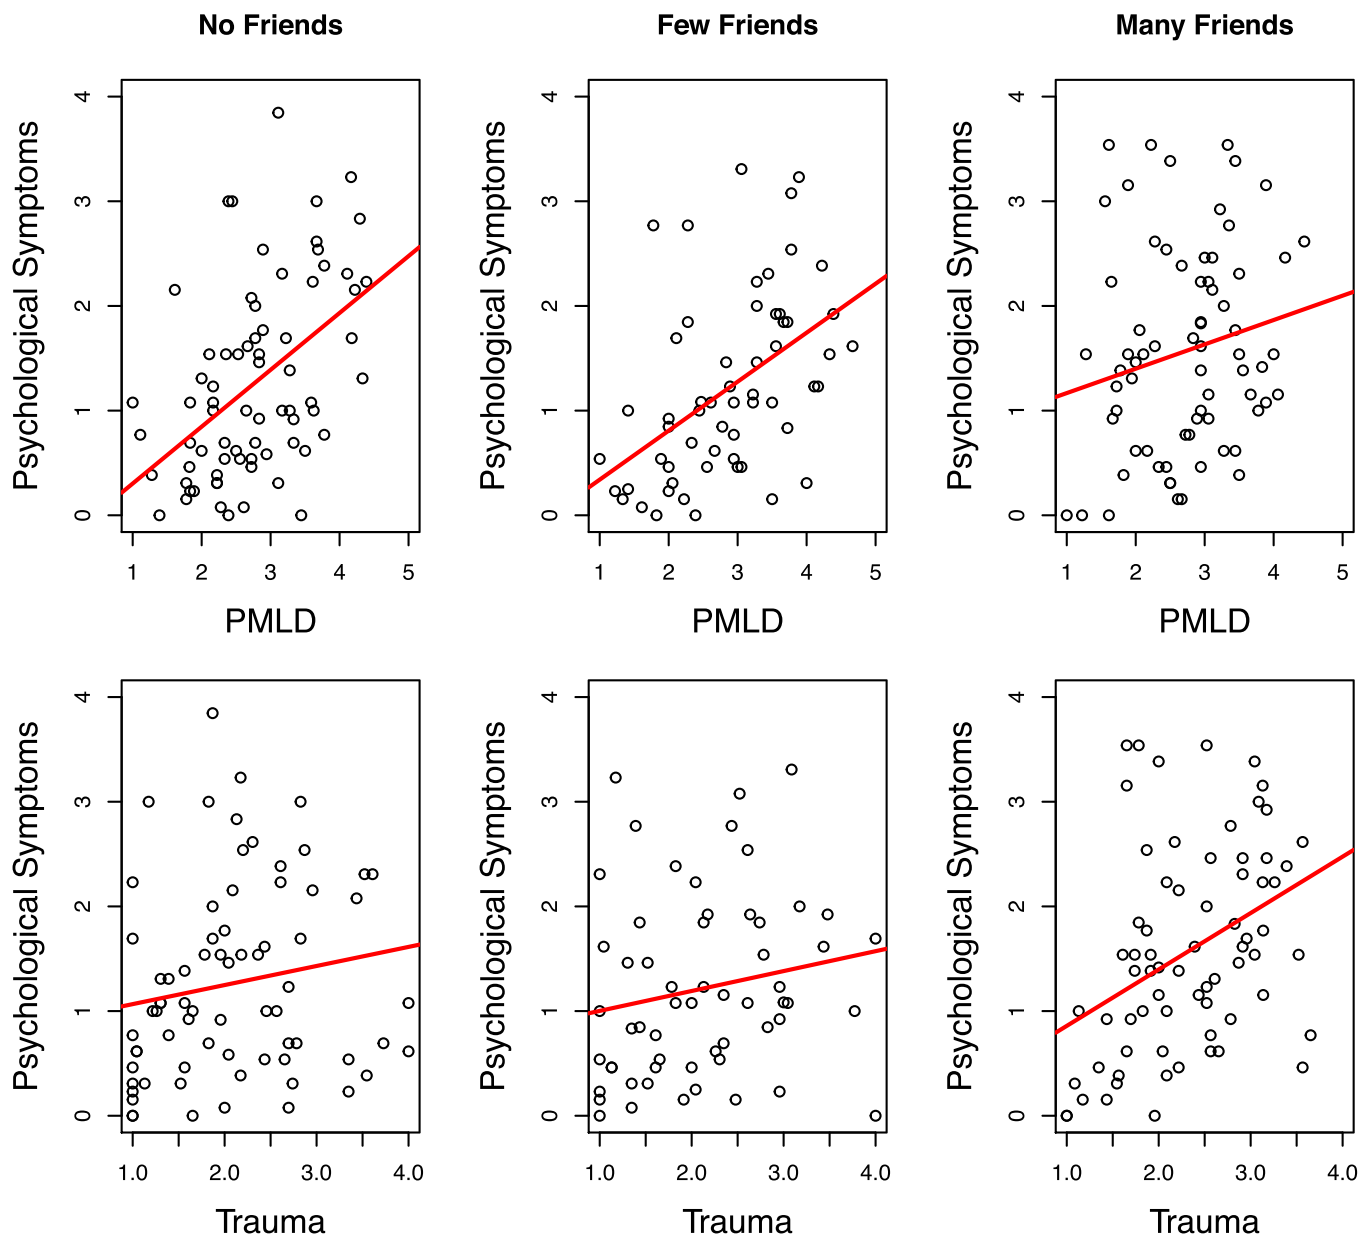 No Friends
Few Friends
Many Friends
Psychological Symptoms
0 1 2 3 4
1 2 3 4 5
PMLD
Psychological Symptoms
0 1 2 3 4
1 2 3 4 5
PMLD
Psychological Symptoms
0 1 2 3 4
1 2 3 4 5
PMLD
Psychological Symptoms
0 1 2 3 4
1.0 2.0 3.0 4.0
Trauma
Psychological Symptoms
0 1 2 3 4
1.0 2.0 3.0 4.0
Trauma
Psychological Symptoms
0 1 2 3 4
1.0 2.0 3.0 4.0
Trauma